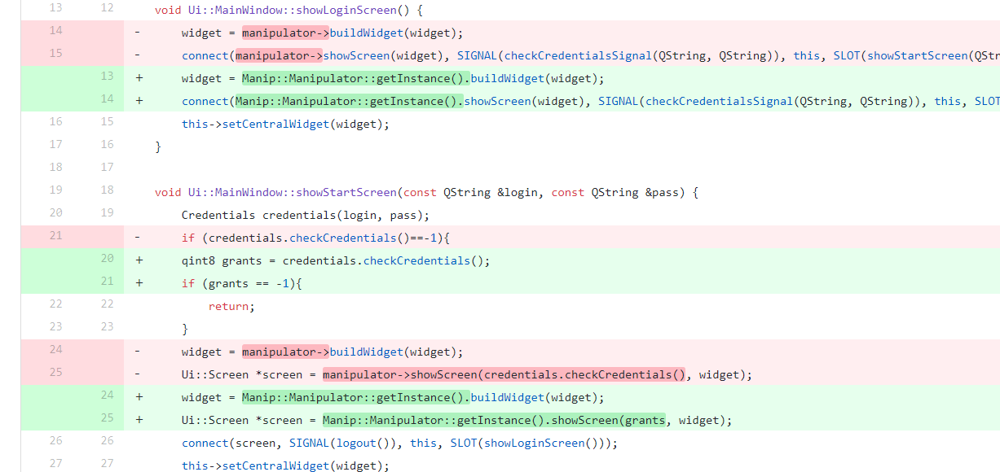 13 12 void Ui::MainWindow::showLoginScreen() {
14 - widget = manipulator->buildWidget(widget);
15 - connect(manipulator->showScreen(widget), SIGNAL(checkCredentialsSignal(QString, QString)), this, SLOT(showStartScreen(QStr
13 + widget = Manip::Manipulator::getInstance().buildWidget(widget);
14 + connect(Manip::Manipulator::getInstance().showScreen(widget), SIGNAL(checkCredentialsSignal(QString, QString)), this, SLOT
16 15 this->setCentralWidget(widget);
17 16 }
18 17
19 18 void Ui::MainWindow::showStartScreen(const QString &login, const QString &pass) {
20 19 Credentials credentials(login, pass);
21 - if (credentials.checkCredentials()==-1){
20 + qint8 grants = credentials.checkCredentials();
21 + if (grants == -1){
22 22 return;
23 23 }
24 - widget = manipulator->buildWidget(widget);
25 - Ui::Screen *screen = manipulator->showScreen(credentials.checkCredentials(), widget);
24 + widget = Manip::Manipulator::getInstance().buildWidget(widget);
25 + Ui::Screen *screen = Manip::Manipulator::getInstance().showScreen(grants, widget);
26 26 connect(screen, SIGNAL(logout()), this, SLOT(showLoginScreen()));
27 27 this->setCentralWidget(widget);